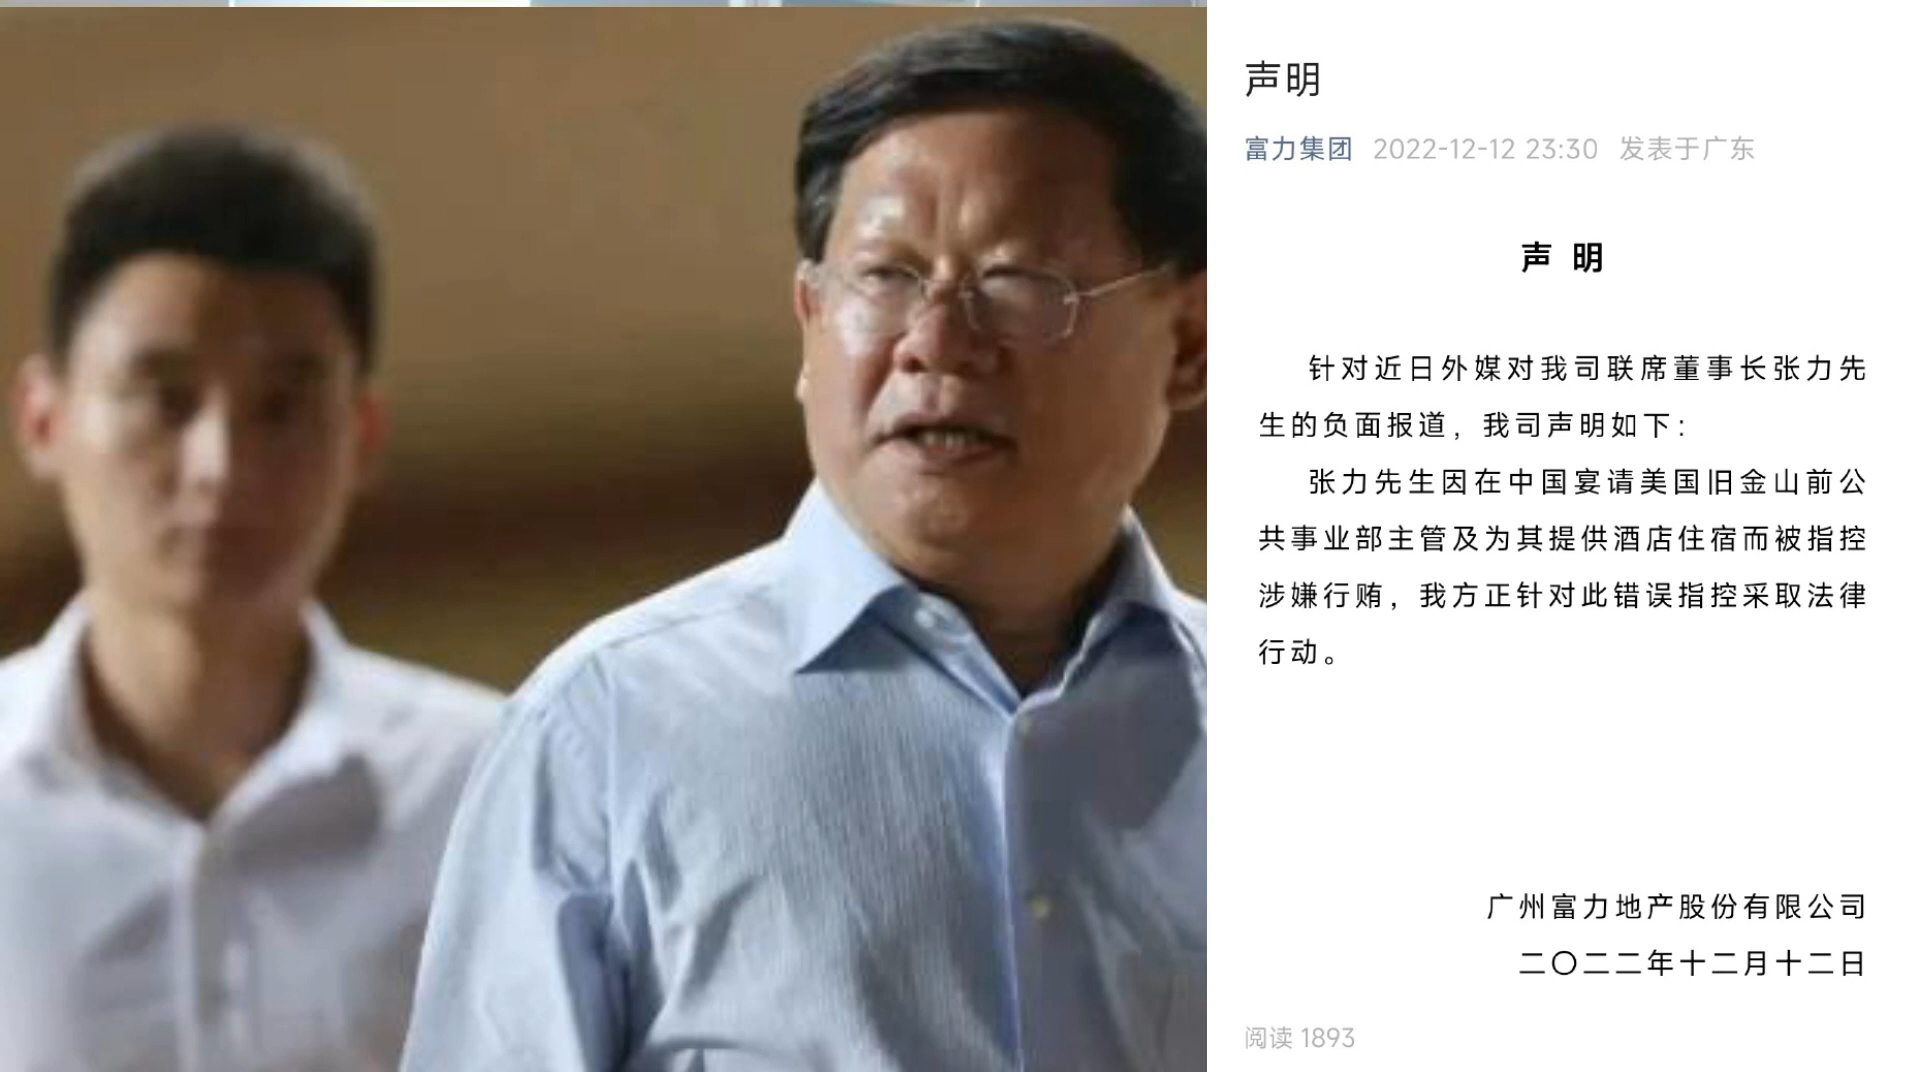 声明
富力集团 2022-12-12 23:30 发表于广东
声 明
针对近日外媒对我司联席董事长张力先
生的负面报道，我司声明如下：
张力先生因在中国宴请美国旧金山前公
共事业部主管及为其提供酒店住宿而被指控
涉嫌行贿，我方正针对此错误指控采取法律
行动。
广州富力地产股份有限公司
二〇二二年十二月十二日
阅读 1893